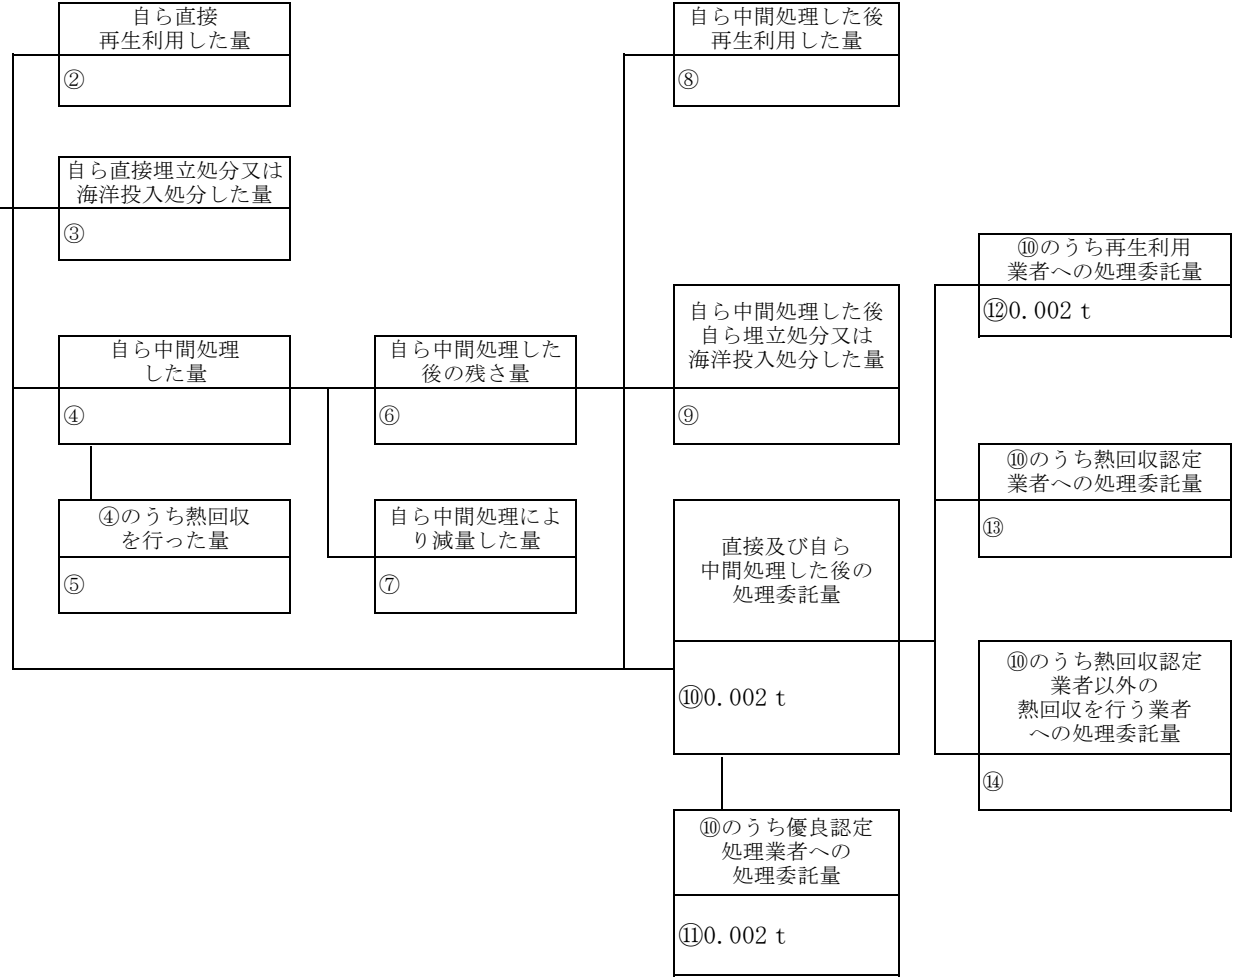 自ら直接
再生利用した量
②
自ら直接埋立処分又は
海洋投入処分した量
③
自ら中間処理
した量
④
④のうち熱回収
を行った量
⑤
自ら中間処理した
後の残さ量
⑥
自ら中間処理によ
り減量した量
⑦
自ら中間処理した後
再生利用した量
⑧
自ら中間処理した後
自ら埋立処分又は
海洋投入処分した量
⑨
直接及び自ら
中間処理した後の
処理委託量
⑩0.002 t
⑩のうち優良認定
処理業者への
処理委託量
⑪0.002 t
⑩のうち再生利用
業者への処理委託量
⑫0.002 t
⑩のうち熱回収認定
業者への処理委託量
⑬
⑩のうち熱回収認定
業者以外の
熱回収を行う業者
への処理委託量
⑭